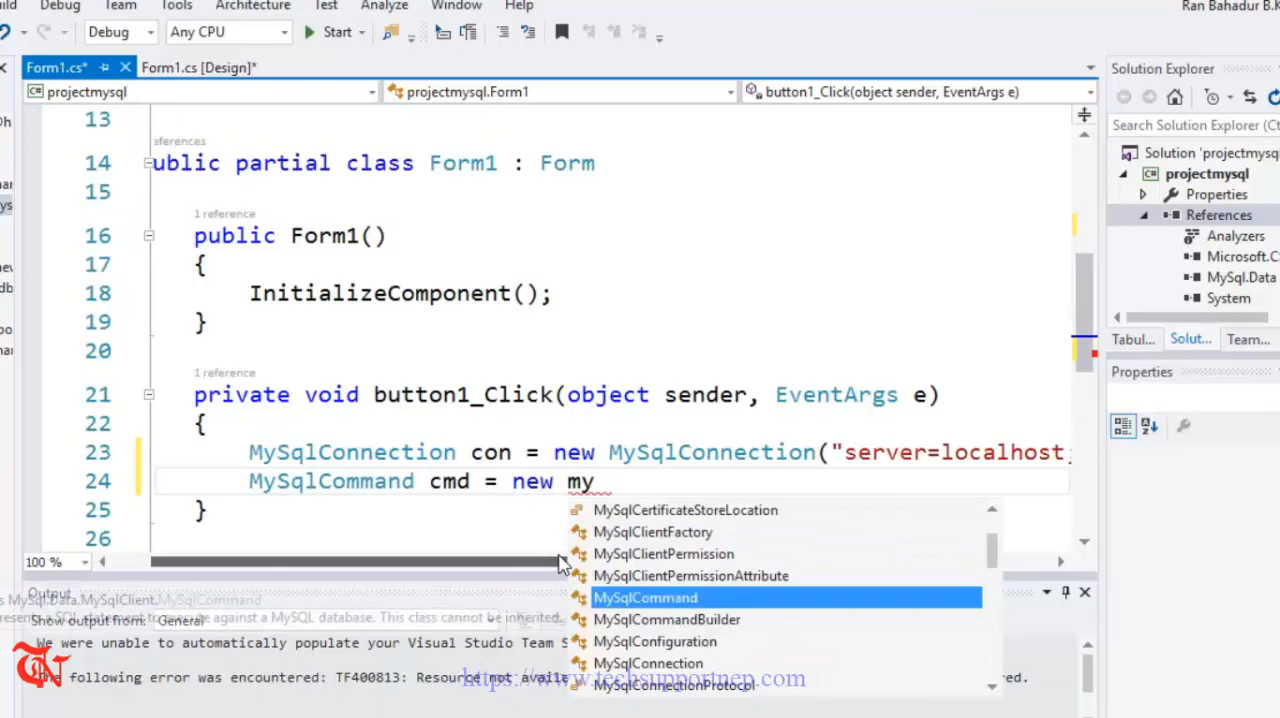 Debug Team Tools Architecture Test Analyze Window Help
Ran Bahadur B.K
Debug Any CPU Start
Form1.cs* Form1.cs [Design]*
projectmysql projectmysql.Form1 button1_Click(object sender, EventArgs e)
13
ferences
14 ublic partial class Form1 : Form
15
1 reference
16 public Form1()
17 {
18 InitializeComponent();
19 }
20
1 reference
21 private void button1_Click(object sender, EventArgs e)
22 {
23 MySqlConnection con = new MySqlConnection("server=localhost;
24 MySqlCommand cmd = new my
25 }
26
MySqlCertificateStoreLocation
MySqlClientFactory
MySqlClientPermission
MySqlClientPermissionAttribute
MySqlCommand
MySqlCommandBuilder
MySqlConfiguration
MySqlConnection
MySqlConnectionProtocol
100 %
Output
s MySql.Data.MySqlClient.MySqlCommand
Show output from: General
We were unable to automatically populate your Visual Studio Team S
The following error was encountered: TF400813: Resource not availa
https://www.techsupportnep.com
TN
Solution Explorer
Search Solution Explorer (Ct
Solution 'projectmysql
projectmysql
Properties
References
Analyzers
Microsoft.C
MySql.Data
System
Tabul... Solut... Team...
Properties